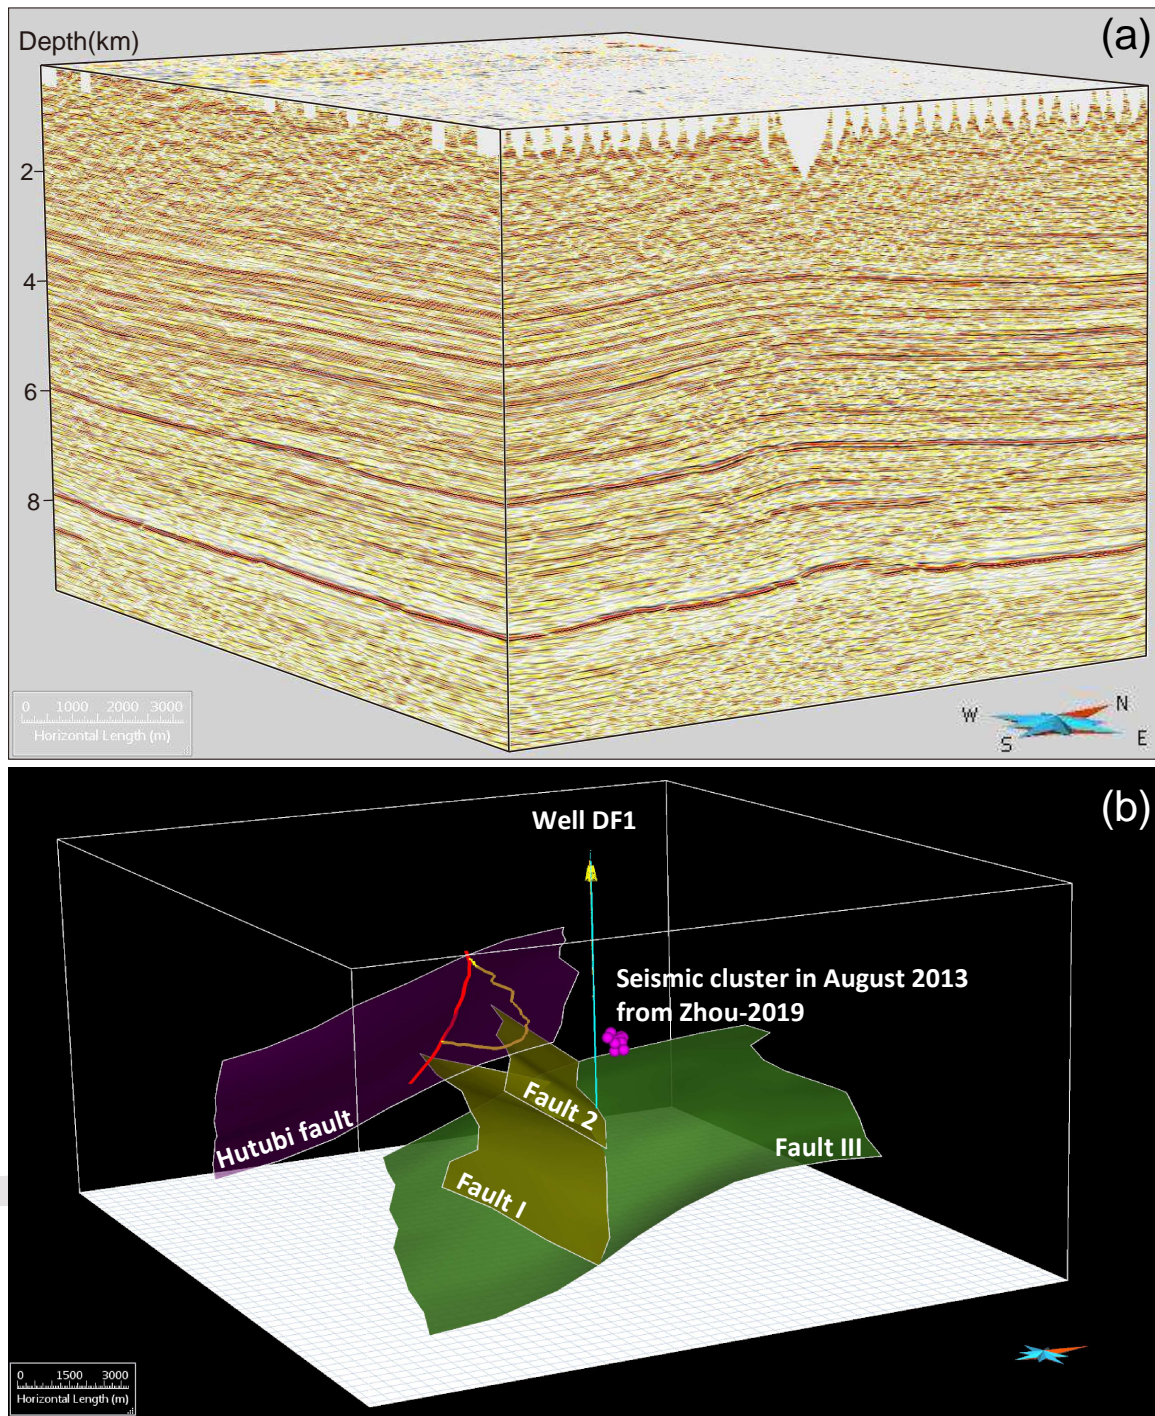 (a)
Depth(km)
2
4
6
8
0 1000 2000 3000
Horizontal Length (m)
W
N
S
E
(b)
Well DF1
Seismic cluster in August 2013
from Zhou-2019
Fault 2
Hutubi fault
Fault III
Fault I
0 1500 3000
Horizontal Length (m)